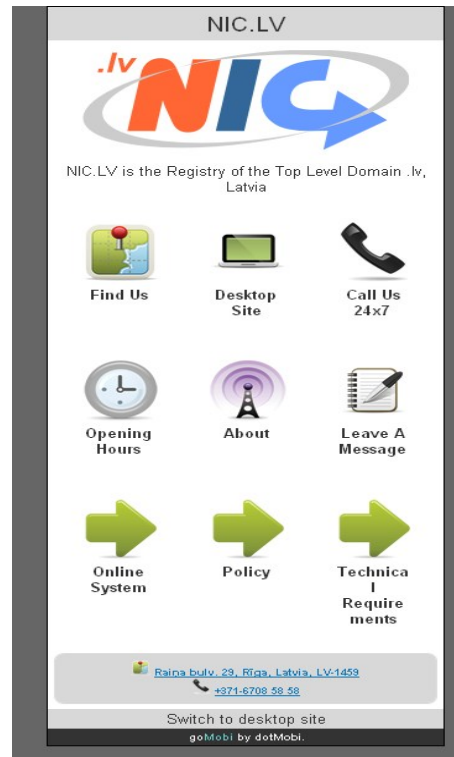 NIC.LV
.lv
NIC
NIC.LV is the Registry of the Top Level Domain .lv,
Latvia
Find Us
Desktop
Site
Call Us
24x7
Opening
Hours
About
Leave A
Message
Online
System
Policy
Technica
l
Require
ments
Raina bulv. 29, Rīga, Latvia, LV-1459
+371-6708 58 58
Switch to desktop site
goMobi by dotMobi.